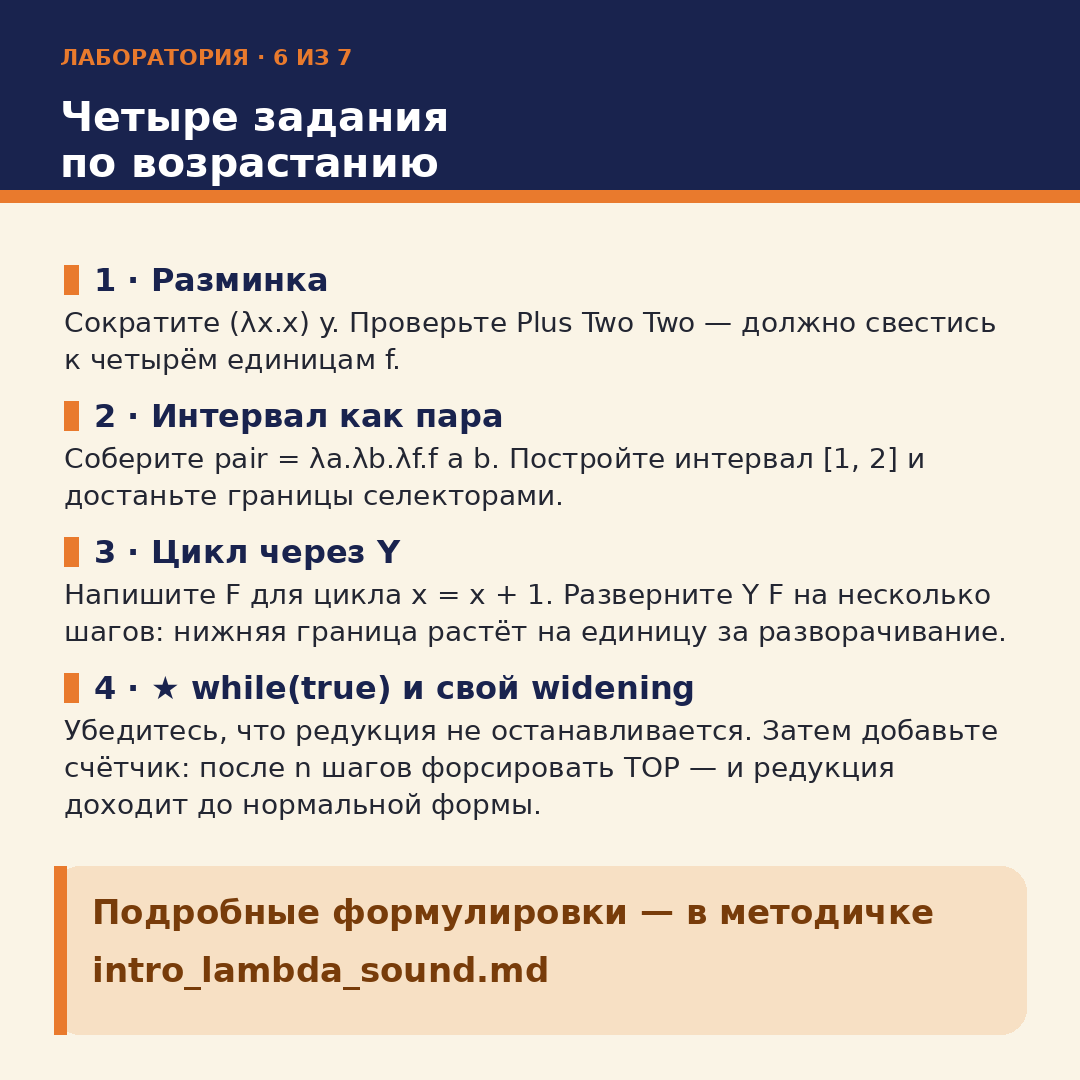 ЛАБОРАТОРИЯ · 6 ИЗ 7
Четыре задания
по возрастанию
1 · Разминка
Сократите (λx.x) y. Проверьте Plus Two Two — должно свестись
к четырём единицам f.
2 · Интервал как пара
Соберите pair = λa.λb.λf.f a b. Постройте интервал [1, 2] и
достаньте границы селекторами.
3 · Цикл через Y
Напишите F для цикла x = x + 1. Разверните Y F на несколько
шагов: нижняя граница растёт на единицу за разворачивание.
4 · ★ while(true) и свой widening
Убедитесь, что редукция не останавливается. Затем добавьте
счётчик: после n шагов форсировать TOP — и редукция
доходит до нормальной формы.
Подробные формулировки — в методичке
intro_lambda_sound.md